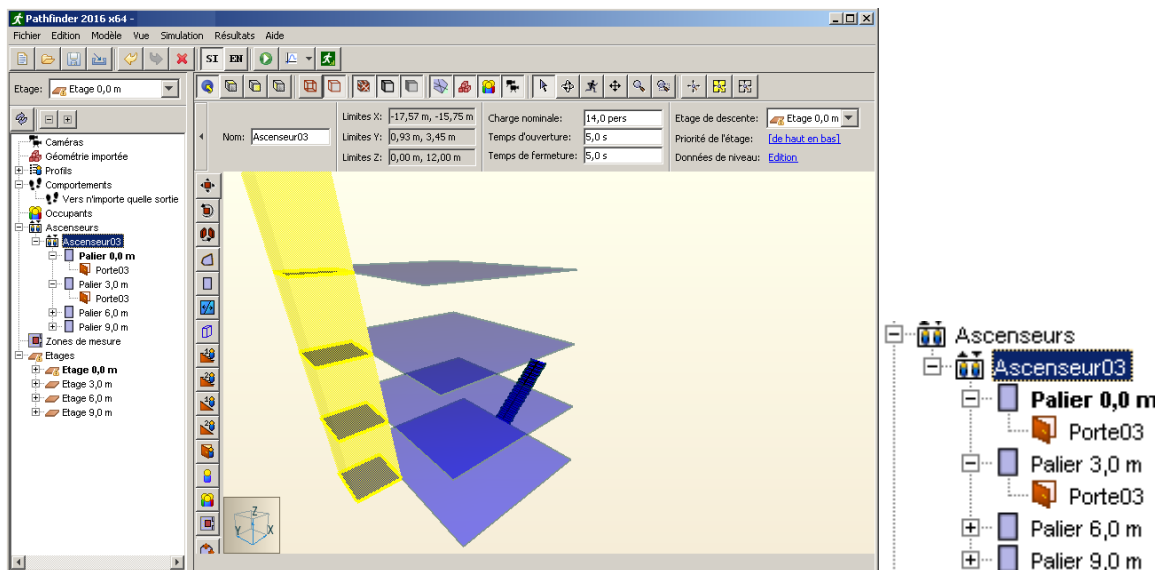 Pathfinder 2016 x64 -
Fichier Edition Modèle Vue Simulation Résultats Aide
SI EN
Etage: Etage 0,0 m
Nom: Ascenseur03
Limites X: -17,57 m, -15,75 m
Limites Y: 0,93 m, 3,45 m
Limites Z: 0,00 m, 12,00 m
Charge nominale: 14,0 pers
Temps d'ouverture: 5,0 s
Temps de fermeture: 5,0 s
Etage de descente: Etage 0,0 m
Priorité de l'étage: [de haut en bas]
Données de niveau: Edition
Caméras
Géométrie importée
Profils
Comportements
Vers n'importe quelle sortie
Occupants
Ascenseurs
Ascenseur03
Palier 0,0 m
Porte03
Palier 3,0 m
Porte03
Palier 6,0 m
Palier 9,0 m
Zones de mesure
Etages
Etage 0,0 m
Etage 3,0 m
Etage 6,0 m
Etage 9,0 m
Z
Y X
Ascenseurs
Ascenseur03
Palier 0,0 m
Porte03
Palier 3,0 m
Porte03
Palier 6,0 m
Palier 9,0 m